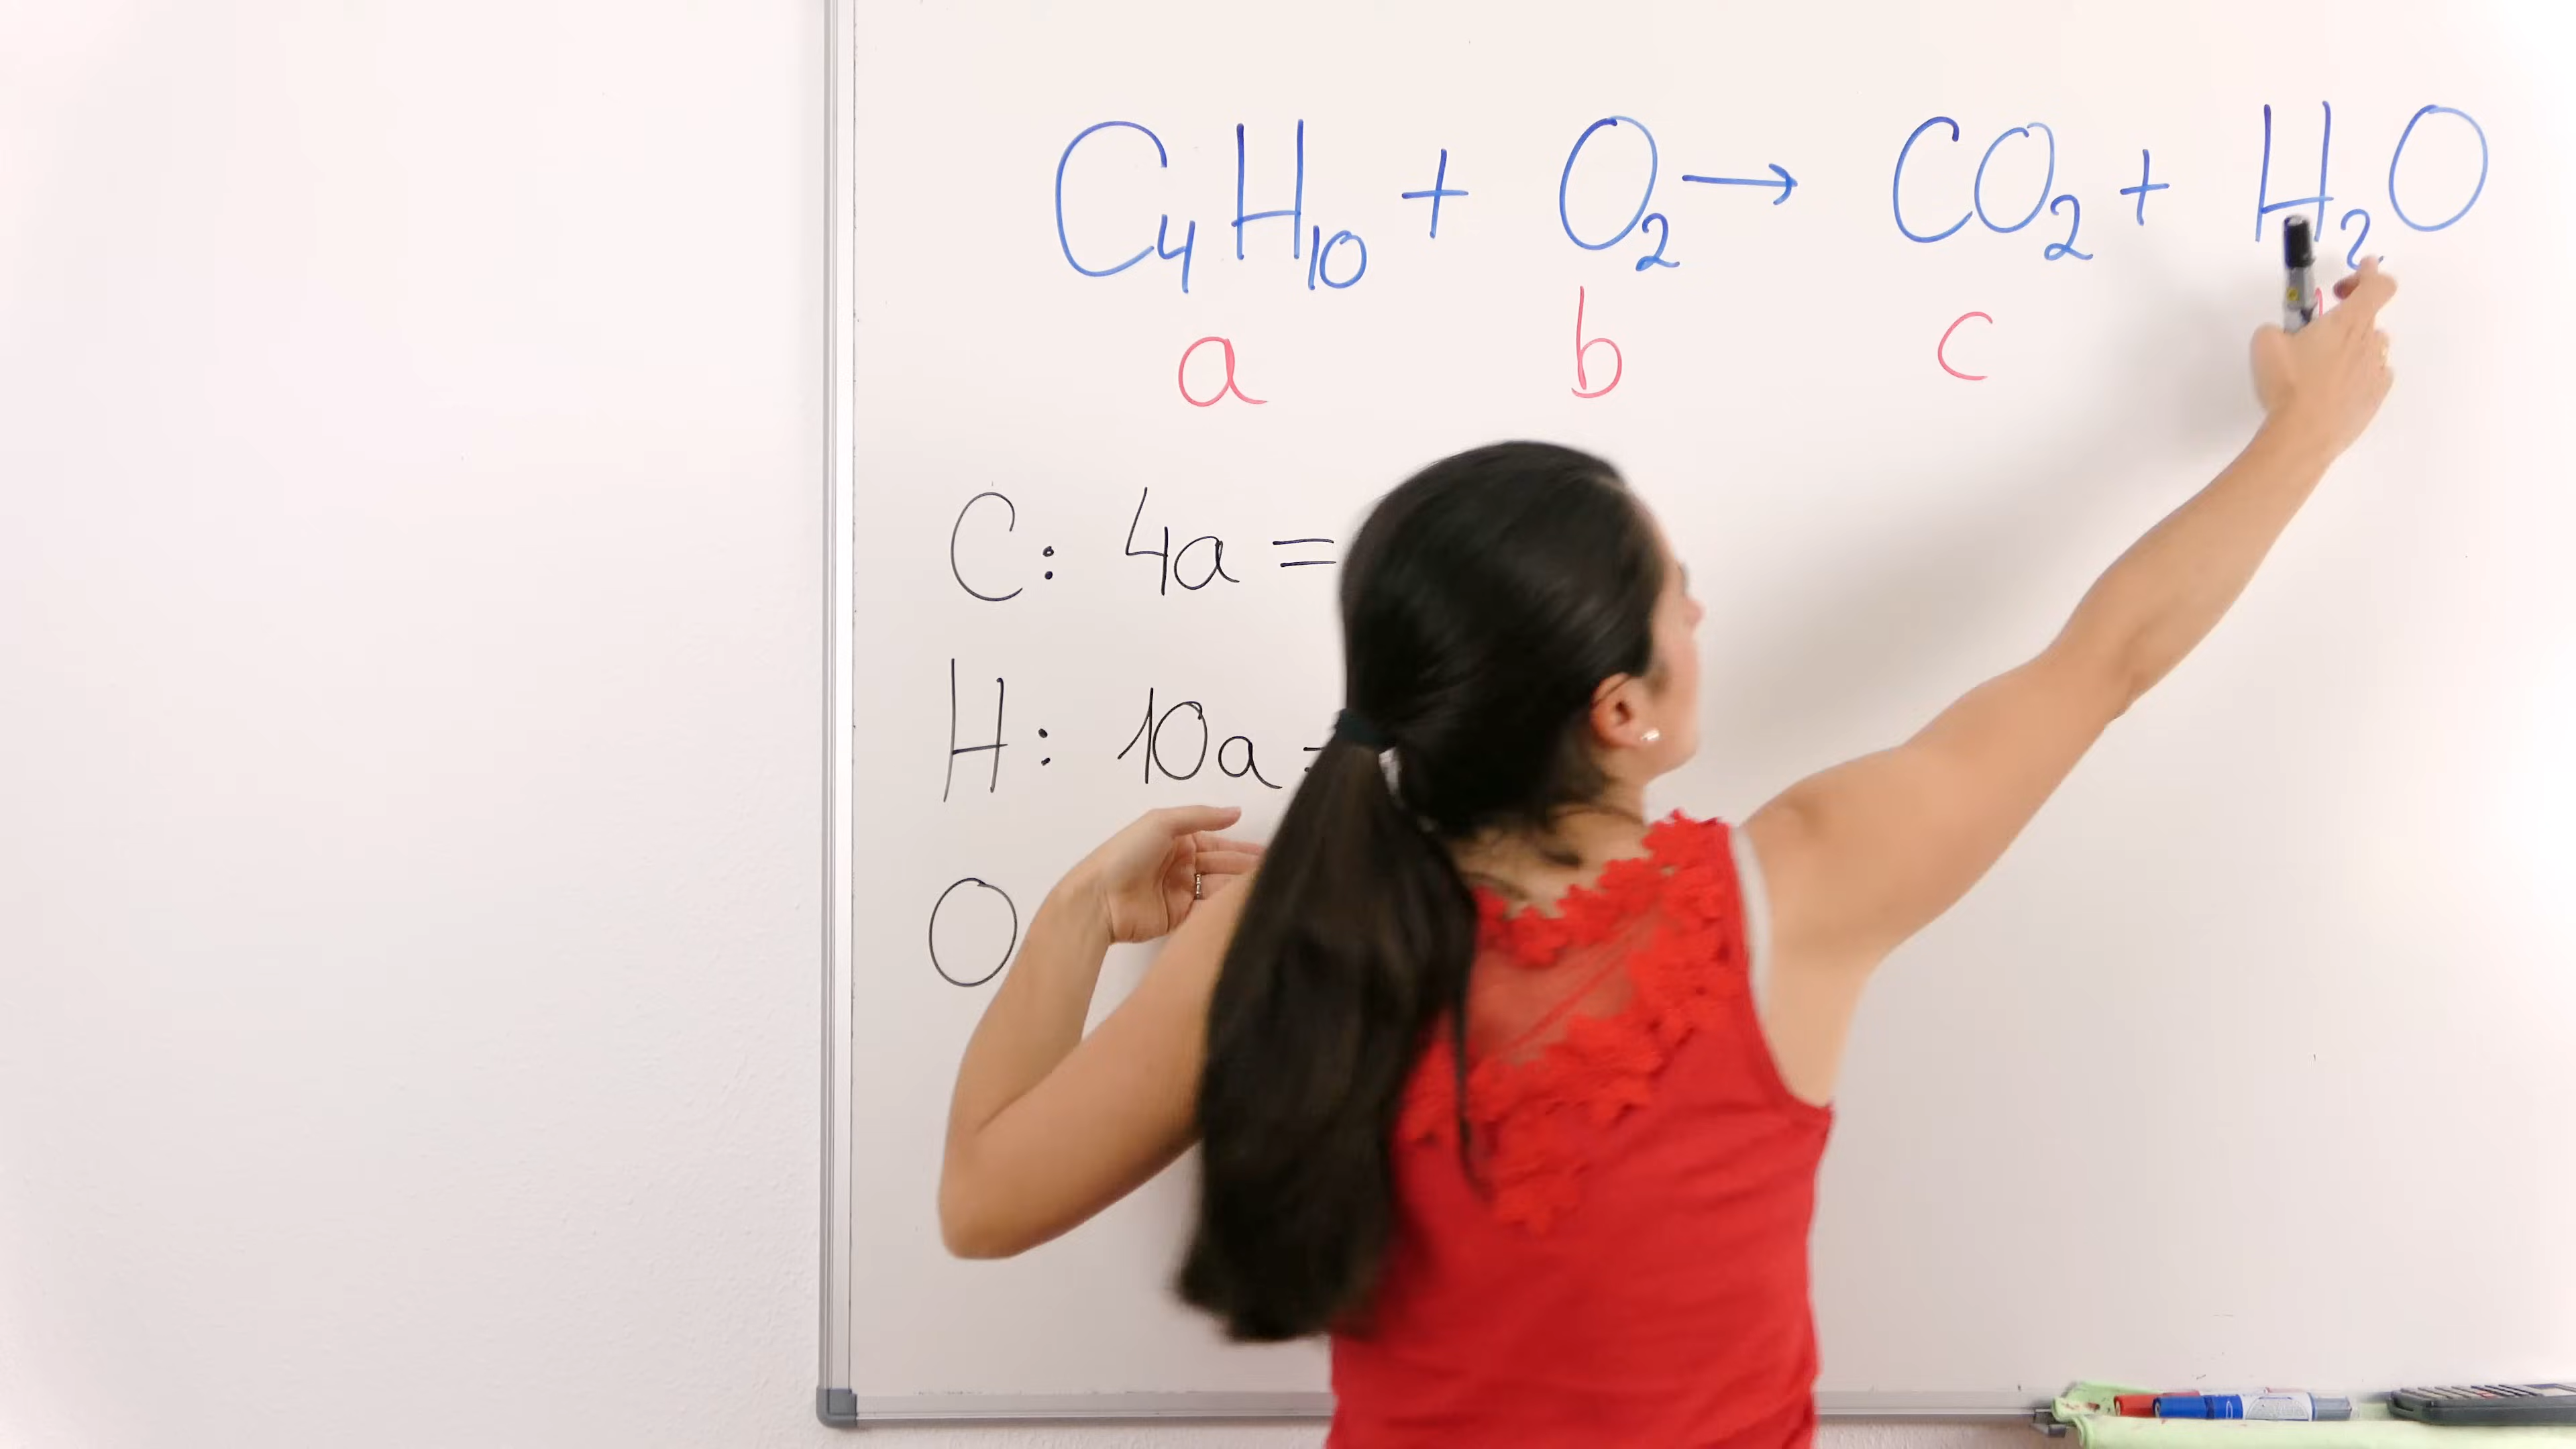 C₄H₁₀ + O₂ → CO₂ + H₂O
a b c
C: 4a =
H: 10a =
O